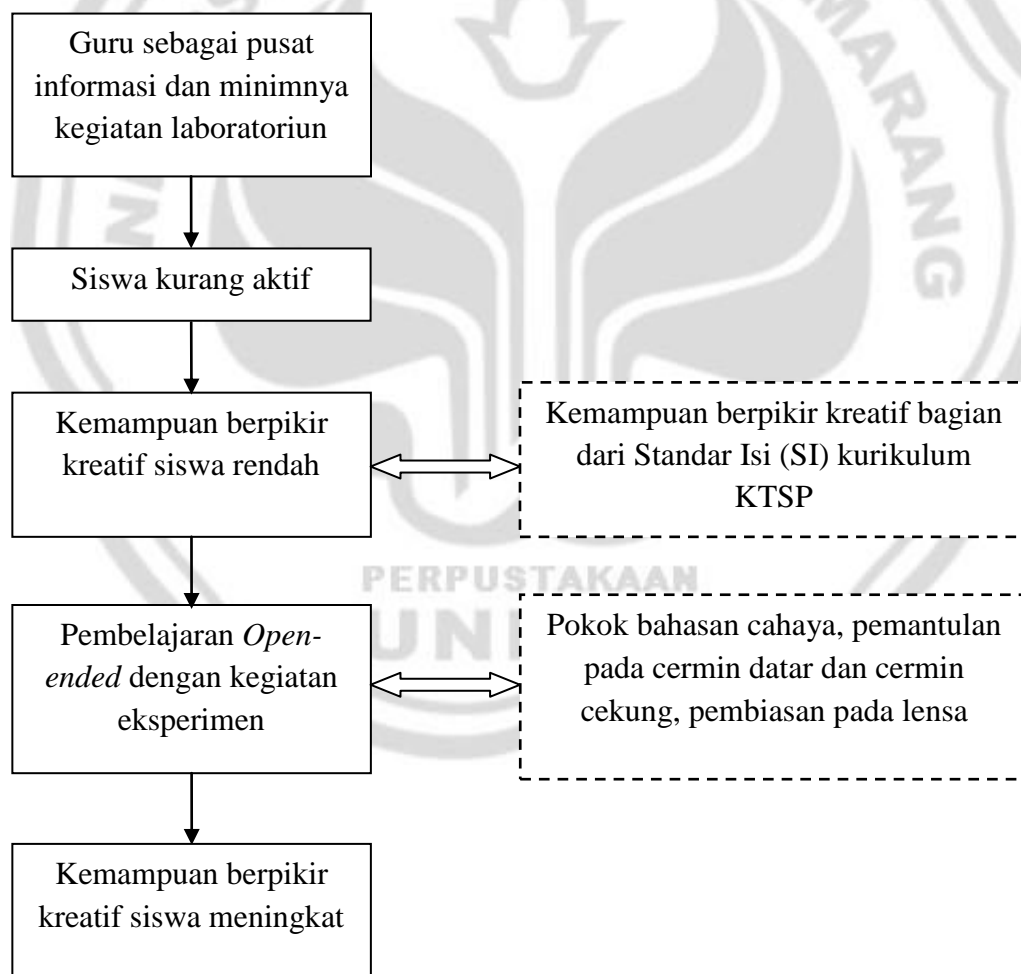 Guru sebagai pusat
informasi dan minimnya
kegiatan laboratoriun
Siswa kurang aktif
Kemampuan berpikir
kreatif siswa rendah
Kemampuan berpikir kreatif bagian
dari Standar Isi (SI) kurikulum
KTSP
Pembelajaran Open-
ended dengan kegiatan
eksperimen
Pokok bahasan cahaya, pemantulan
pada cermin datar dan cermin
cekung, pembiasan pada lensa
Kemampuan berpikir
kreatif siswa meningkat
PERPUSTAKAAN